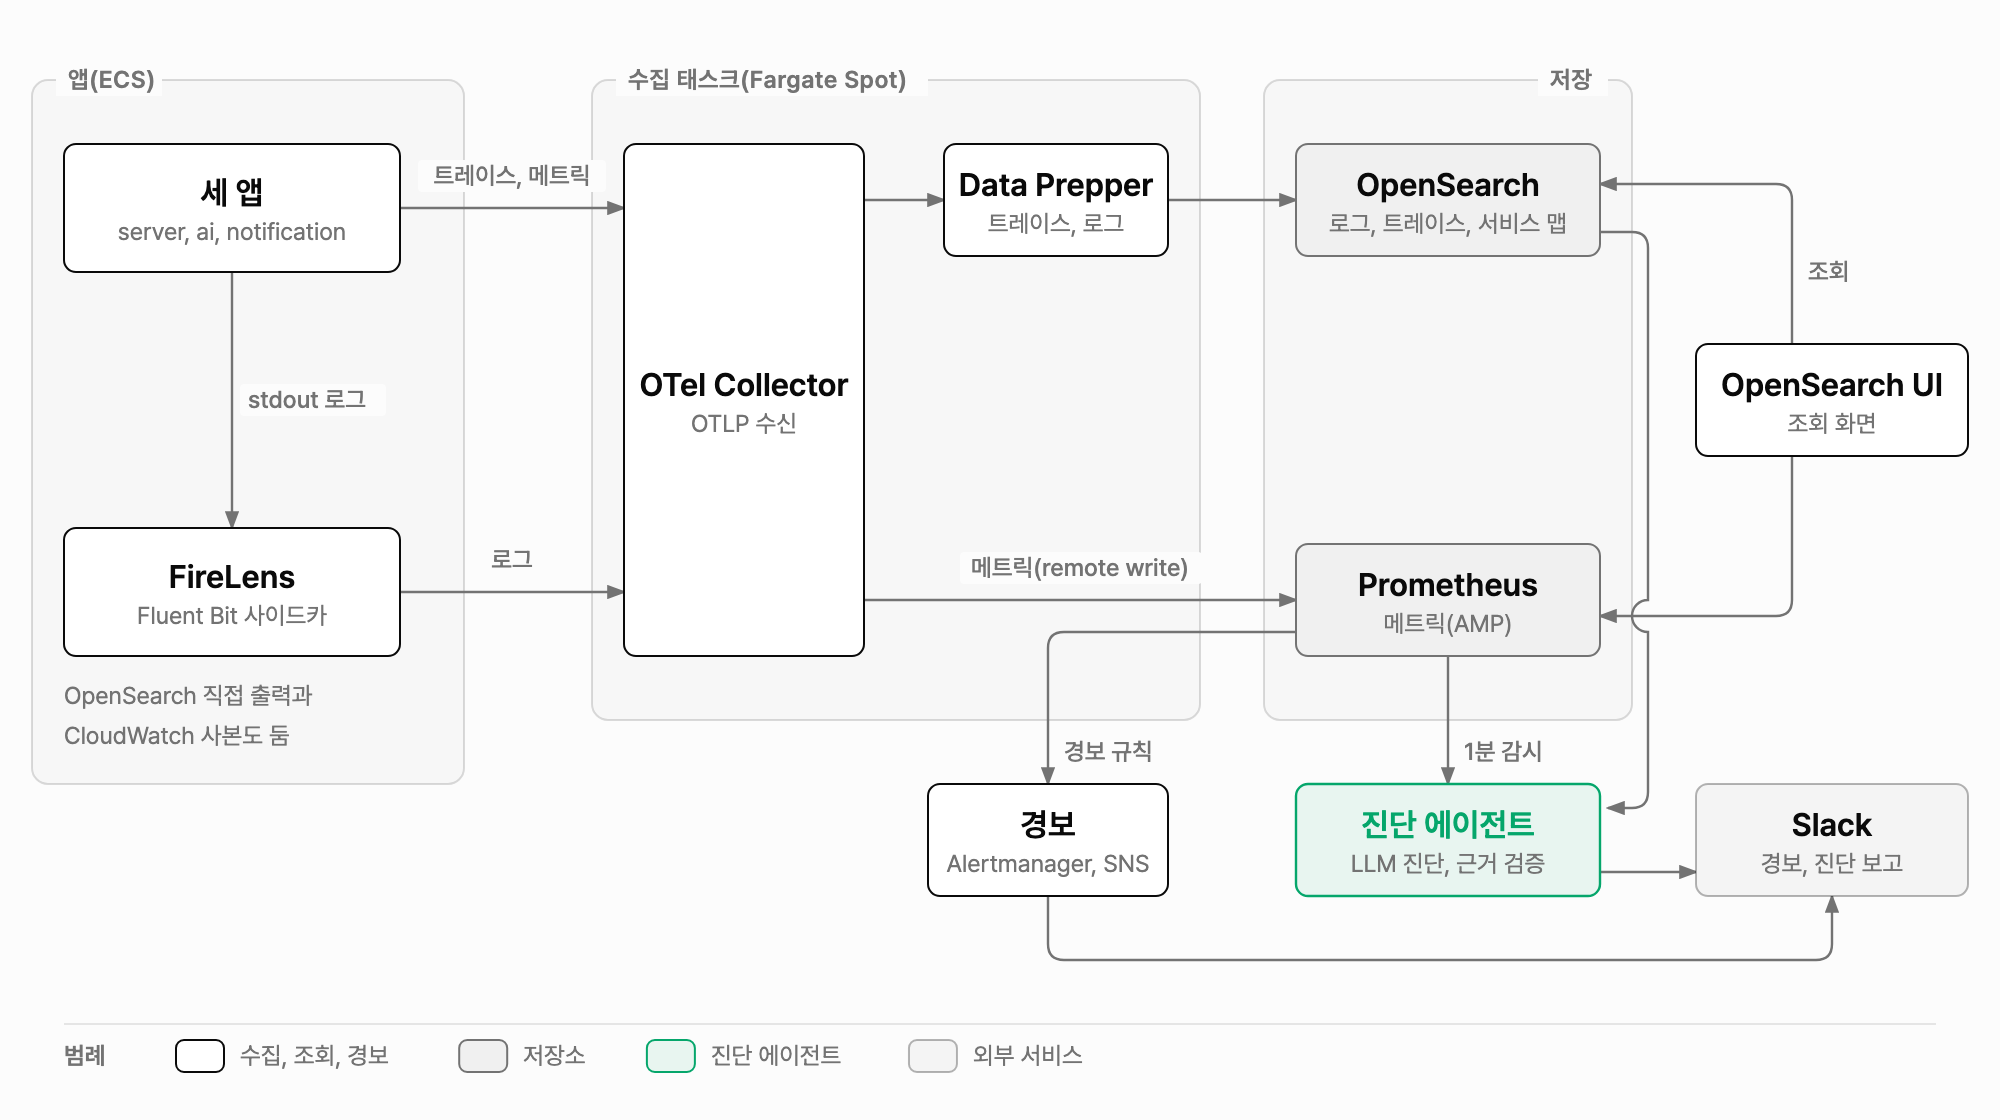 앱(ECS)
수집 태스크(Fargate Spot)
저장
세 앱
server, ai, notification
트레이스, 메트릭
Data Prepper
트레이스, 로그
OpenSearch
로그, 트레이스, 서비스 맵
조회
stdout 로그
OTel Collector
OTLP 수신
OpenSearch UI
조회 화면
FireLens
Fluent Bit 사이드카
로그
메트릭(remote write)
Prometheus
메트릭(AMP)
OpenSearch 직접 출력과
CloudWatch 사본도 둠
경보 규칙
1분 감시
경보
Alertmanager, SNS
진단 에이전트
LLM 진단, 근거 검증
Slack
경보, 진단 보고
범례
수집, 조회, 경보
저장소
진단 에이전트
외부 서비스